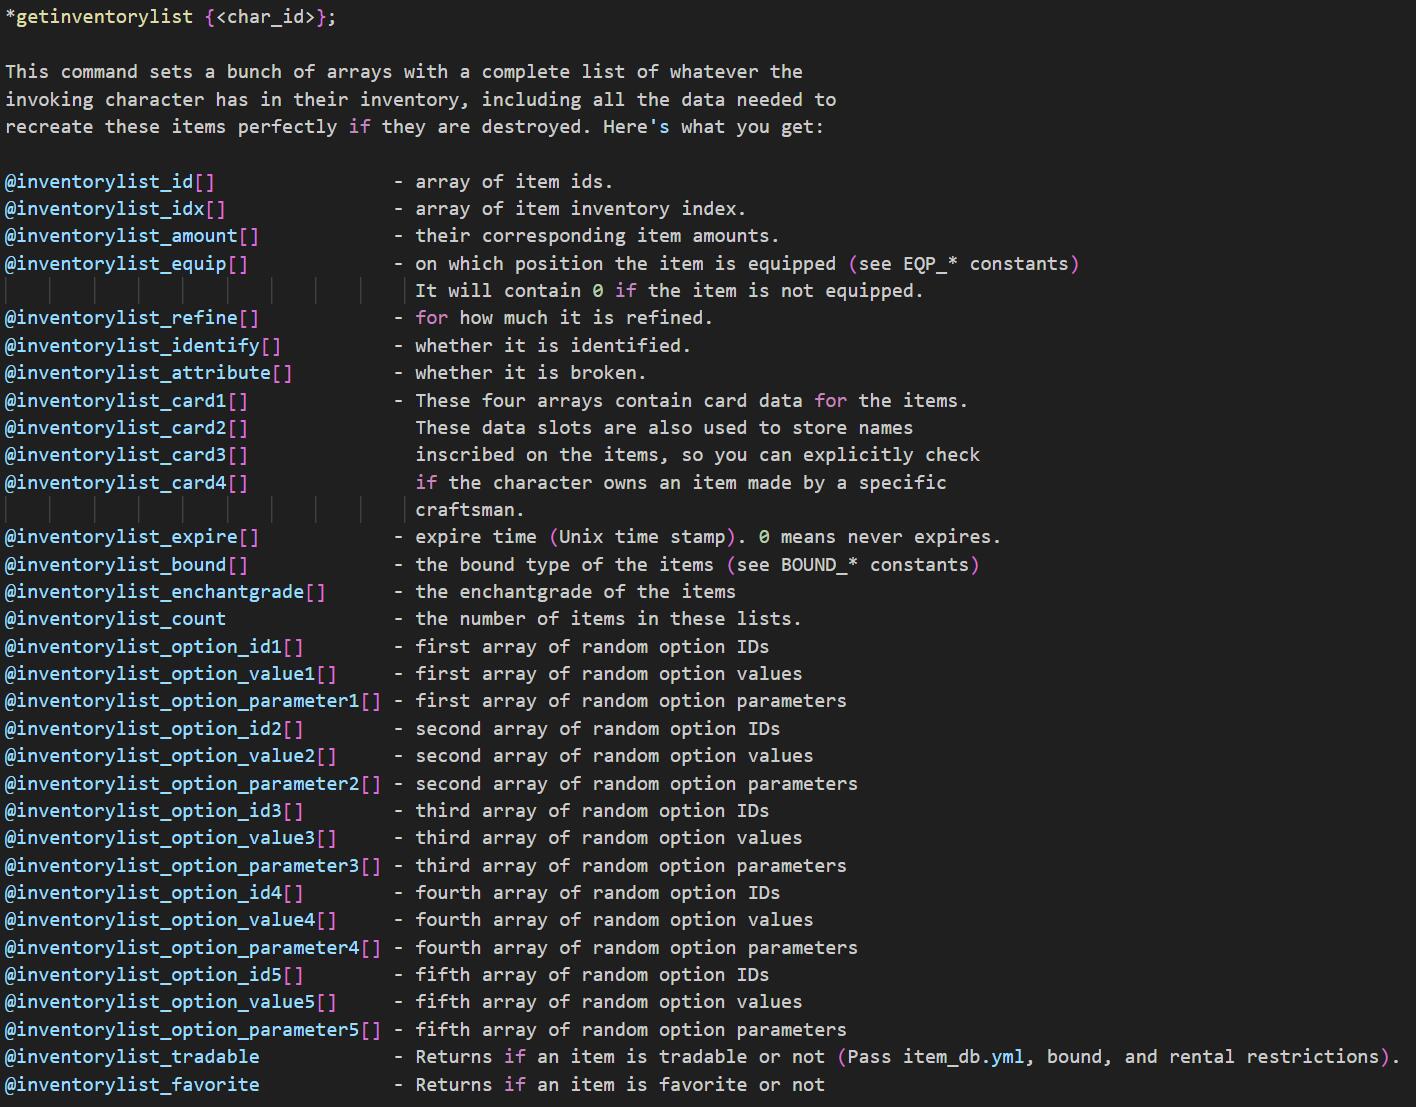 *getinventorylist {<char_id>};
This command sets a bunch of arrays with a complete list of whatever the
invoking character has in their inventory, including all the data needed to
recreate these items perfectly if they are destroyed. Here's what you get:
@inventorylist_id[] - array of item ids.
@inventorylist_idx[] - array of item inventory index.
@inventorylist_amount[] - their corresponding item amounts.
@inventorylist_equip[] - on which position the item is equipped (see EQP_* constants)
It will contain 0 if the item is not equipped.
@inventorylist_refine[] - for how much it is refined.
@inventorylist_identify[] - whether it is identified.
@inventorylist_attribute[] - whether it is broken.
@inventorylist_card1[] - These four arrays contain card data for the items.
@inventorylist_card2[] These data slots are also used to store names
@inventorylist_card3[] inscribed on the items, so you can explicitly check
@inventorylist_card4[] if the character owns an item made by a specific
craftsman.
@inventorylist_expire[] - expire time (Unix time stamp). 0 means never expires.
@inventorylist_bound[] - the bound type of the items (see BOUND_* constants)
@inventorylist_enchantgrade[] - the enchantgrade of the items
@inventorylist_count - the number of items in these lists.
@inventorylist_option_id1[] - first array of random option IDs
@inventorylist_option_value1[] - first array of random option values
@inventorylist_option_parameter1[] - first array of random option parameters
@inventorylist_option_id2[] - second array of random option IDs
@inventorylist_option_value2[] - second array of random option values
@inventorylist_option_parameter2[] - second array of random option parameters
@inventorylist_option_id3[] - third array of random option IDs
@inventorylist_option_value3[] - third array of random option values
@inventorylist_option_parameter3[] - third array of random option parameters
@inventorylist_option_id4[] - fourth array of random option IDs
@inventorylist_option_value4[] - fourth array of random option values
@inventorylist_option_parameter4[] - fourth array of random option parameters
@inventorylist_option_id5[] - fifth array of random option IDs
@inventorylist_option_value5[] - fifth array of random option values
@inventorylist_option_parameter5[] - fifth array of random option parameters
@inventorylist_tradable - Returns if an item is tradable or not (Pass item_db.yml, bound, and rental restrictions).
@inventorylist_favorite - Returns if an item is favorite or not